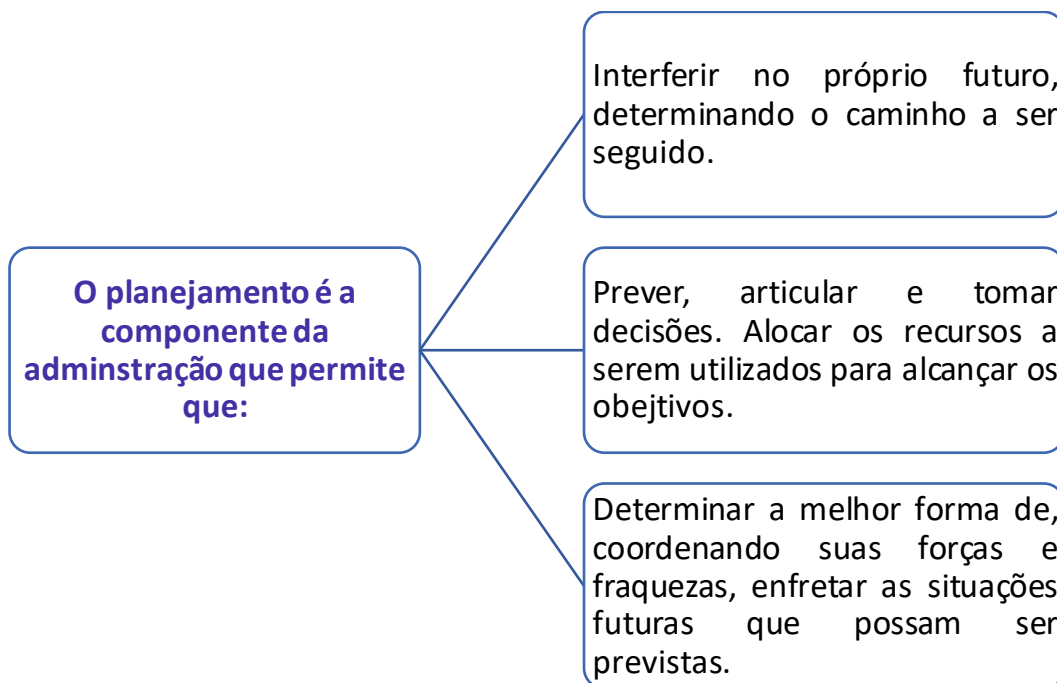 O planejamento é a
componente da
adminstração que permite
que:
Interferir no próprio futuro,
determinando o caminho a ser
seguido.
Prever, articular e tomar
decisões. Alocar os recursos a
serem utilizados para alcançar os
obejtivos.
Determinar a melhor forma de,
coordenando suas forças e
fraquezas, enfretar as situações
futuras que possam ser
previstas.